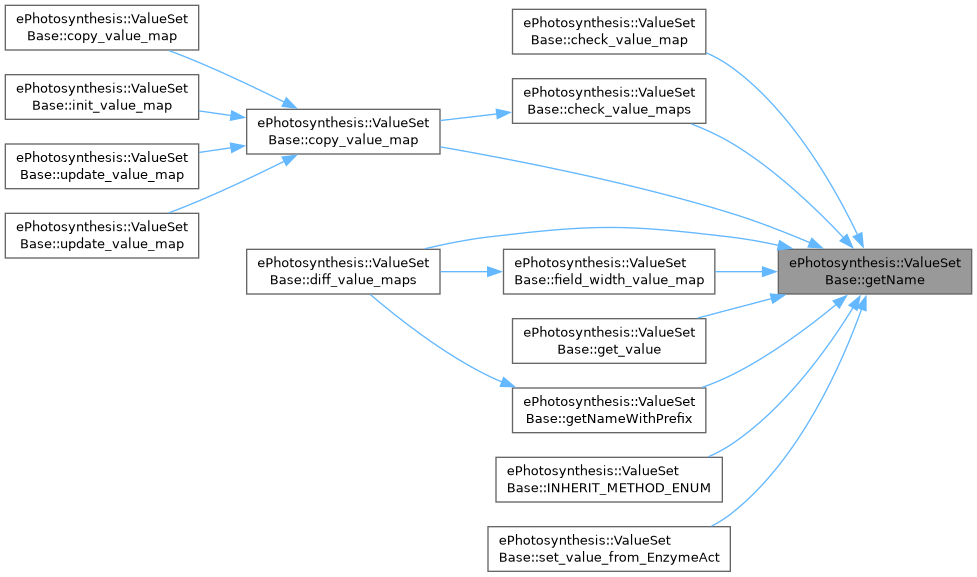 ePhotosynthesis::ValueSet
Base::copy_value_map
ePhotosynthesis::ValueSet
Base::init_value_map
ePhotosynthesis::ValueSet
Base::update_value_map
ePhotosynthesis::ValueSet
Base::update_value_map
ePhotosynthesis::ValueSet
Base::copy_value_map
ePhotosynthesis::ValueSet
Base::diff_value_maps
ePhotosynthesis::ValueSet
Base::check_value_map
ePhotosynthesis::ValueSet
Base::check_value_maps
ePhotosynthesis::ValueSet
Base::field_width_value_map
ePhotosynthesis::ValueSet
Base::get_value
ePhotosynthesis::ValueSet
Base::getNameWithPrefix
ePhotosynthesis::ValueSet
Base::INHERIT_METHOD_ENUM
ePhotosynthesis::ValueSet
Base::set_value_from_EnzymeAct
ePhotosynthesis::ValueSet
Base::getName